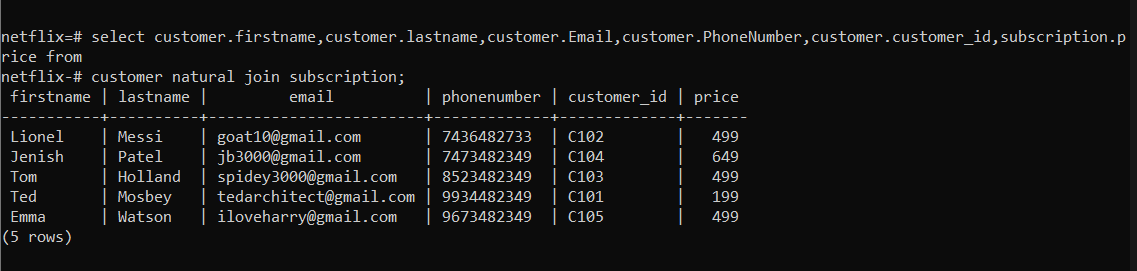 netflix=# select customer.firstname,customer.lastname,customer.Email,customer.PhoneNumber,customer.customer_id,subscription.p
rice from
netflix-# customer natural join subscription;
 firstname | lastname |         email          | phonenumber | customer_id | price
-----------+----------+------------------------+-------------+-------------+-------
 Lionel    | Messi    | goat10@gmail.com       | 7436482733  | C102        |   499
 Jenish    | Patel    | jb3000@gmail.com       | 7473482349  | C104        |   649
 Tom       | Holland  | spidey3000@gmail.com   | 8523482349  | C103        |   499
 Ted       | Mosbey   | tedarchitect@gmail.com | 9934482349  | C101        |   199
 Emma      | Watson   | iloveharry@gmail.com   | 9673482349  | C105        |   499
(5 rows)